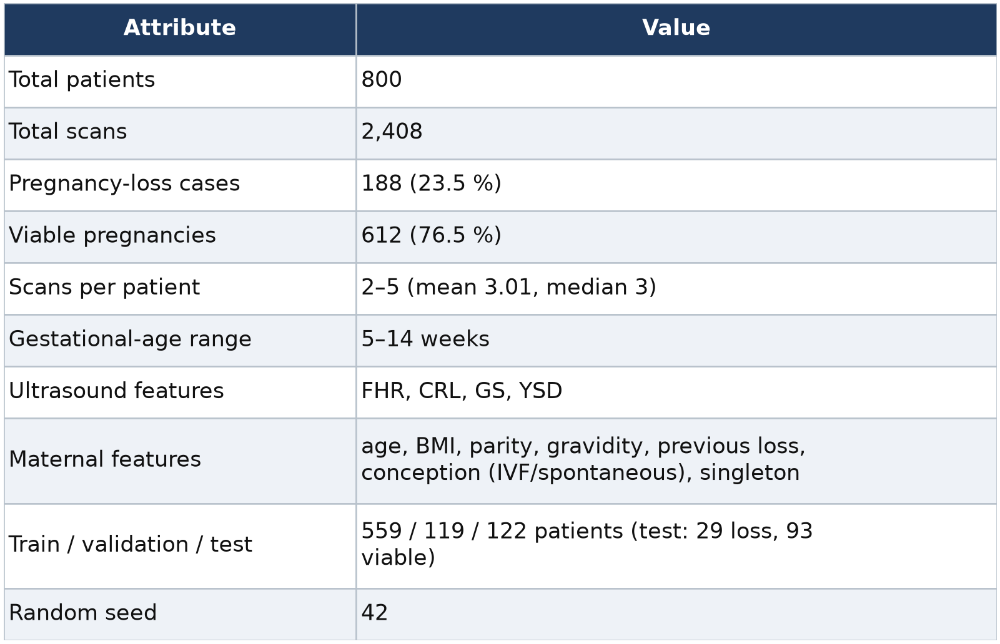 Attribute Value
Total patients 800
Total scans 2,408
Pregnancy-loss cases 188 (23.5 %)
Viable pregnancies 612 (76.5 %)
Scans per patient 2–5 (mean 3.01, median 3)
Gestational-age range 5–14 weeks
Ultrasound features FHR, CRL, GS, YSD
Maternal features age, BMI, parity, gravidity, previous loss,
conception (IVF/spontaneous), singleton
Train / validation / test 559 / 119 / 122 patients (test: 29 loss, 93
viable)
Random seed 42